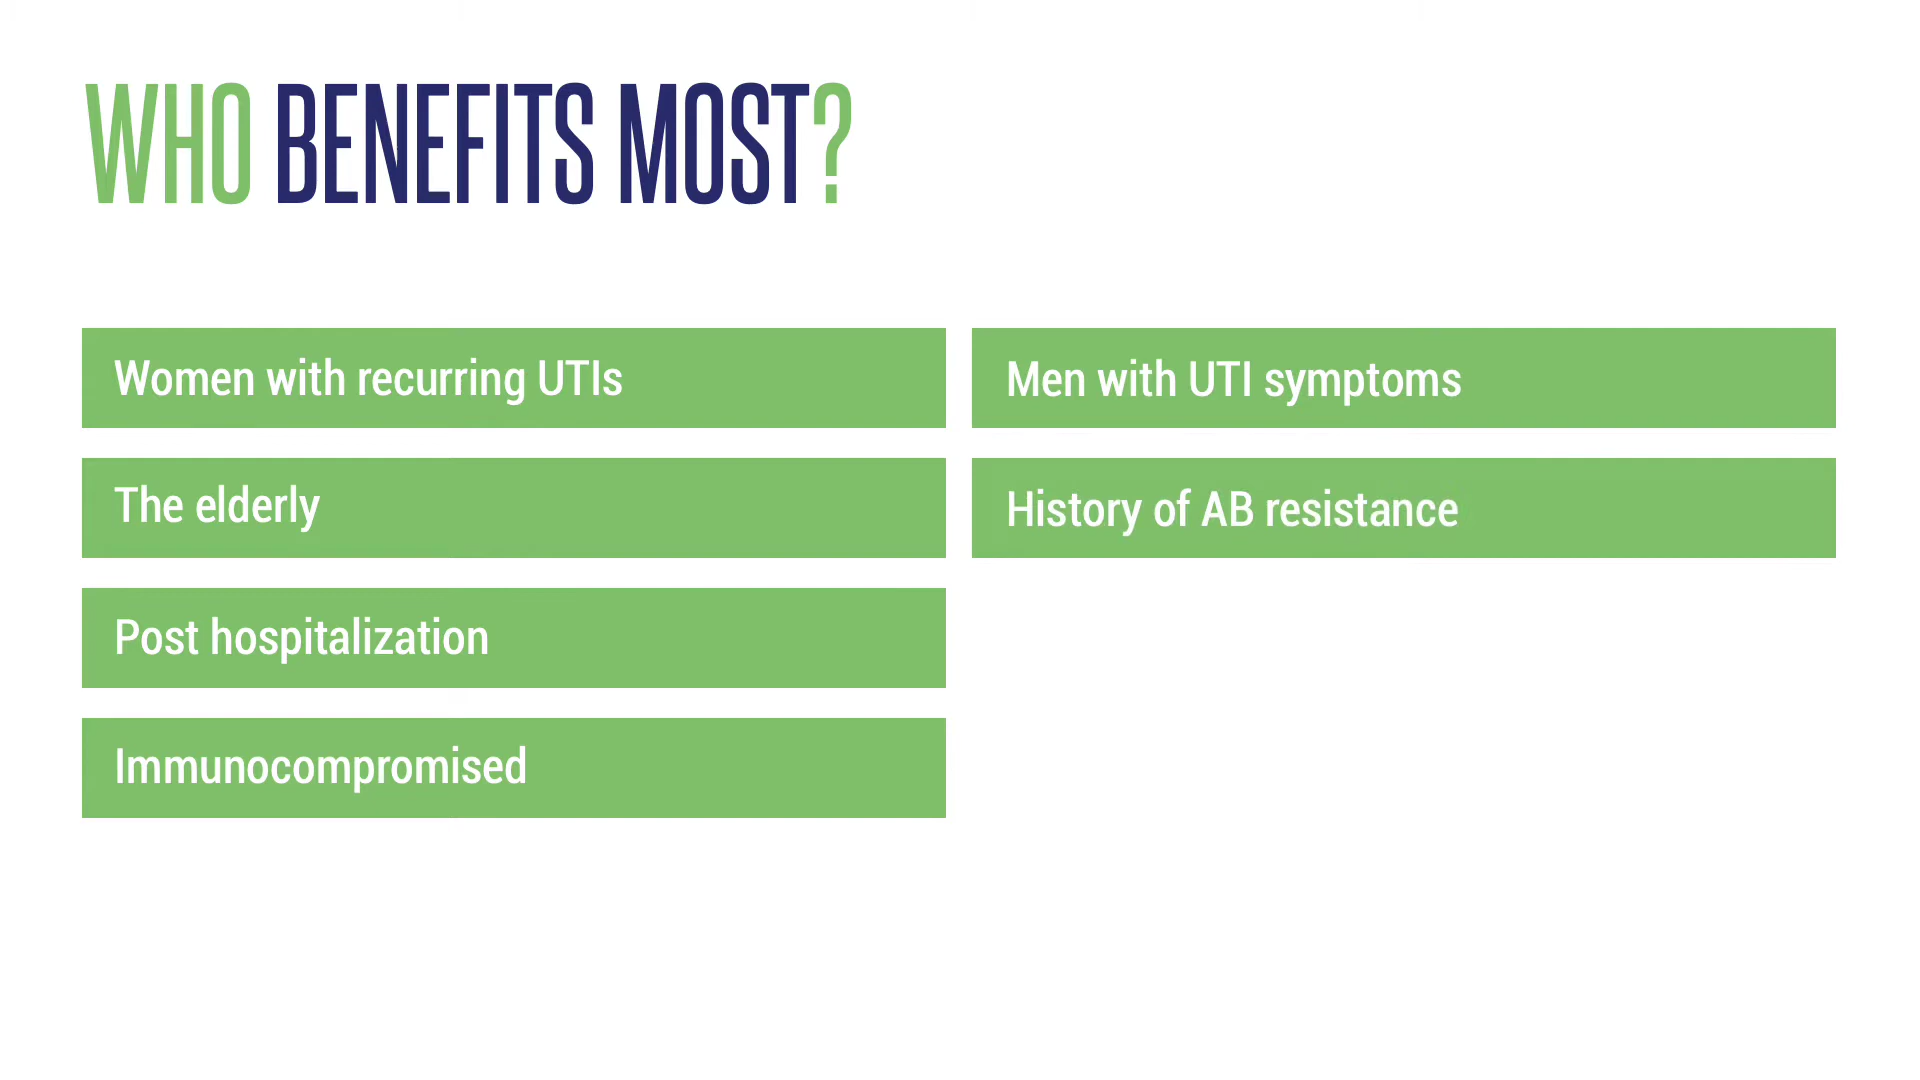 WHO BENEFITS MOST?
Women with recurring UTIs
The elderly
Post hospitalization
Immunocompromised
Men with UTI symptoms
History of AB resistance